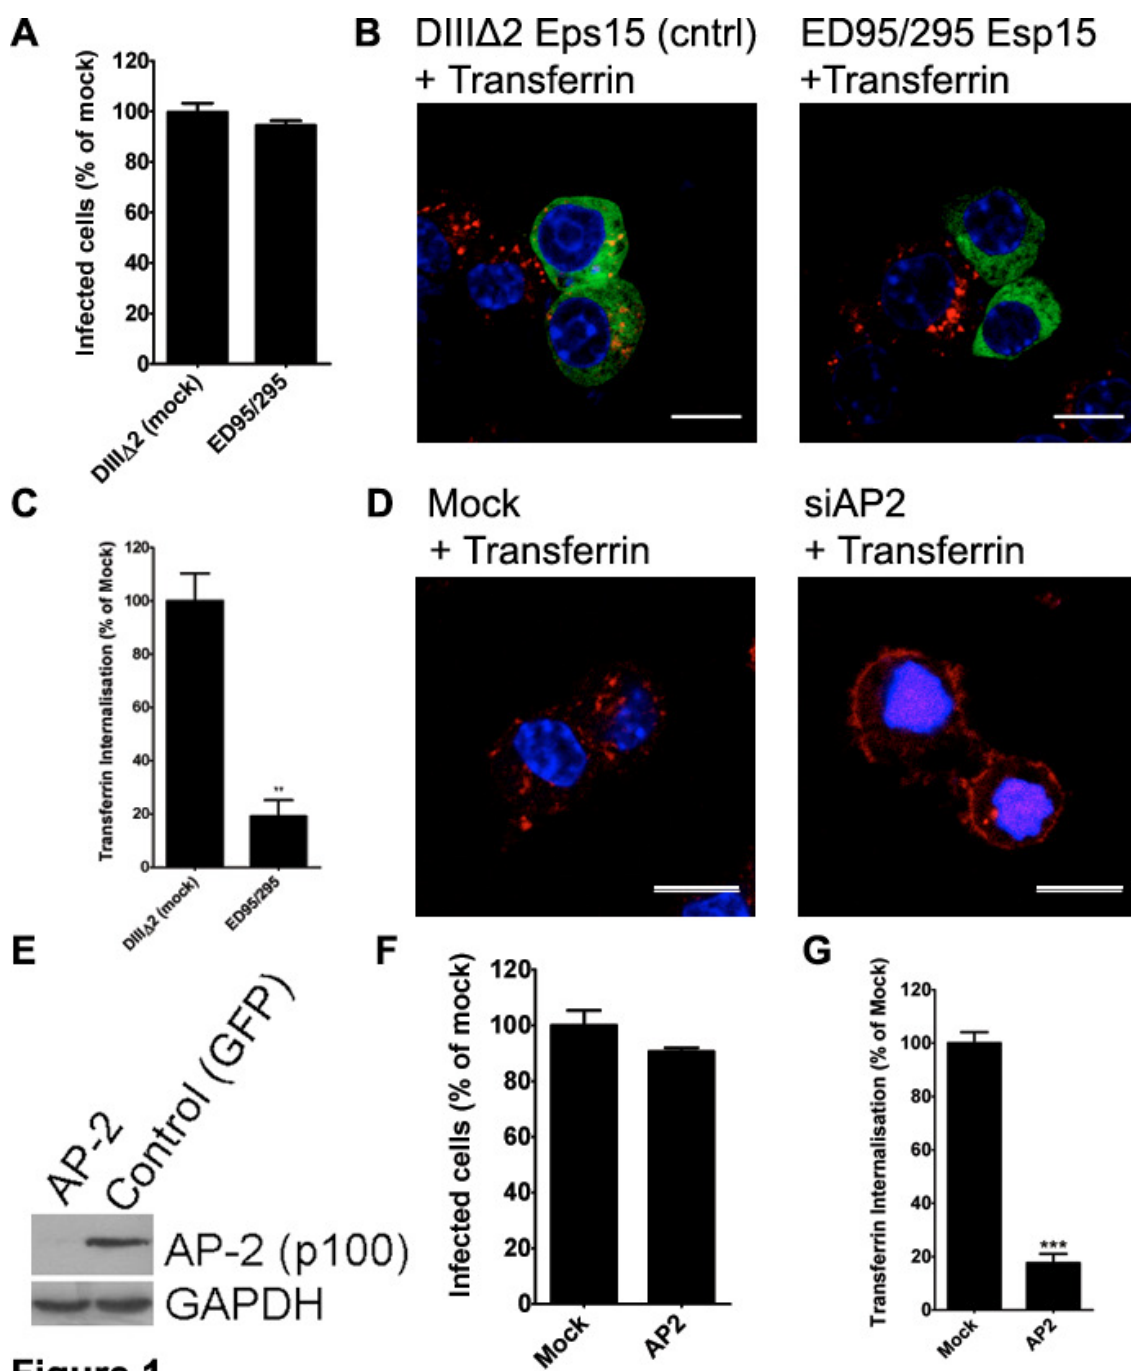 A
Infected cells (% of mock)
120
100
80
60
40
20
0
DIIIΔ2 (mock)
ED95/295
B
DIIIΔ2 Eps15 (cntrl)
+ Transferrin
ED95/295 Esp15
+Transferrin
C
Transferrin Internalisation (% of Mock)
120
100
80
60
40
20
0
**
DIIIΔ2 (mock)
ED95/295
D
Mock
+ Transferrin
siAP2
+ Transferrin
E
AP-2
Control (GFP)
AP-2 (p100)
GAPDH
F
Infected cells (% of mock)
120
100
80
60
40
20
0
Mock
AP2
G
Transferrin Internalisation (% of Mock)
120
100
80
60
40
20
0
***
Mock
AP2
Figure 1